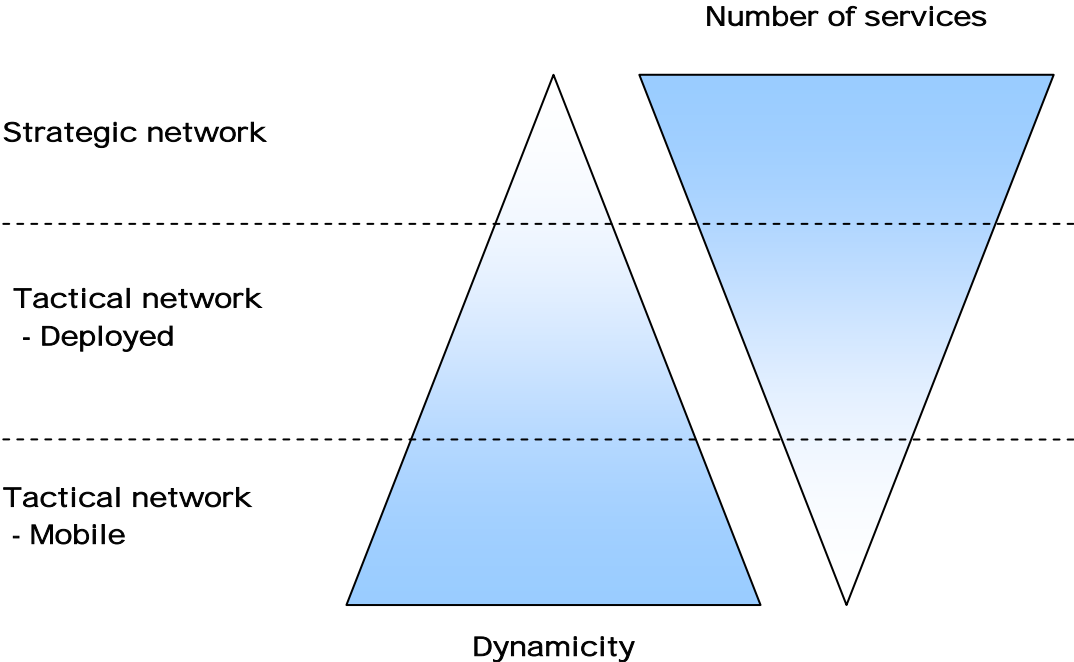 Number of services
Strategic network
Tactical network
- Deployed
Tactical network
- Mobile
Dynamicity